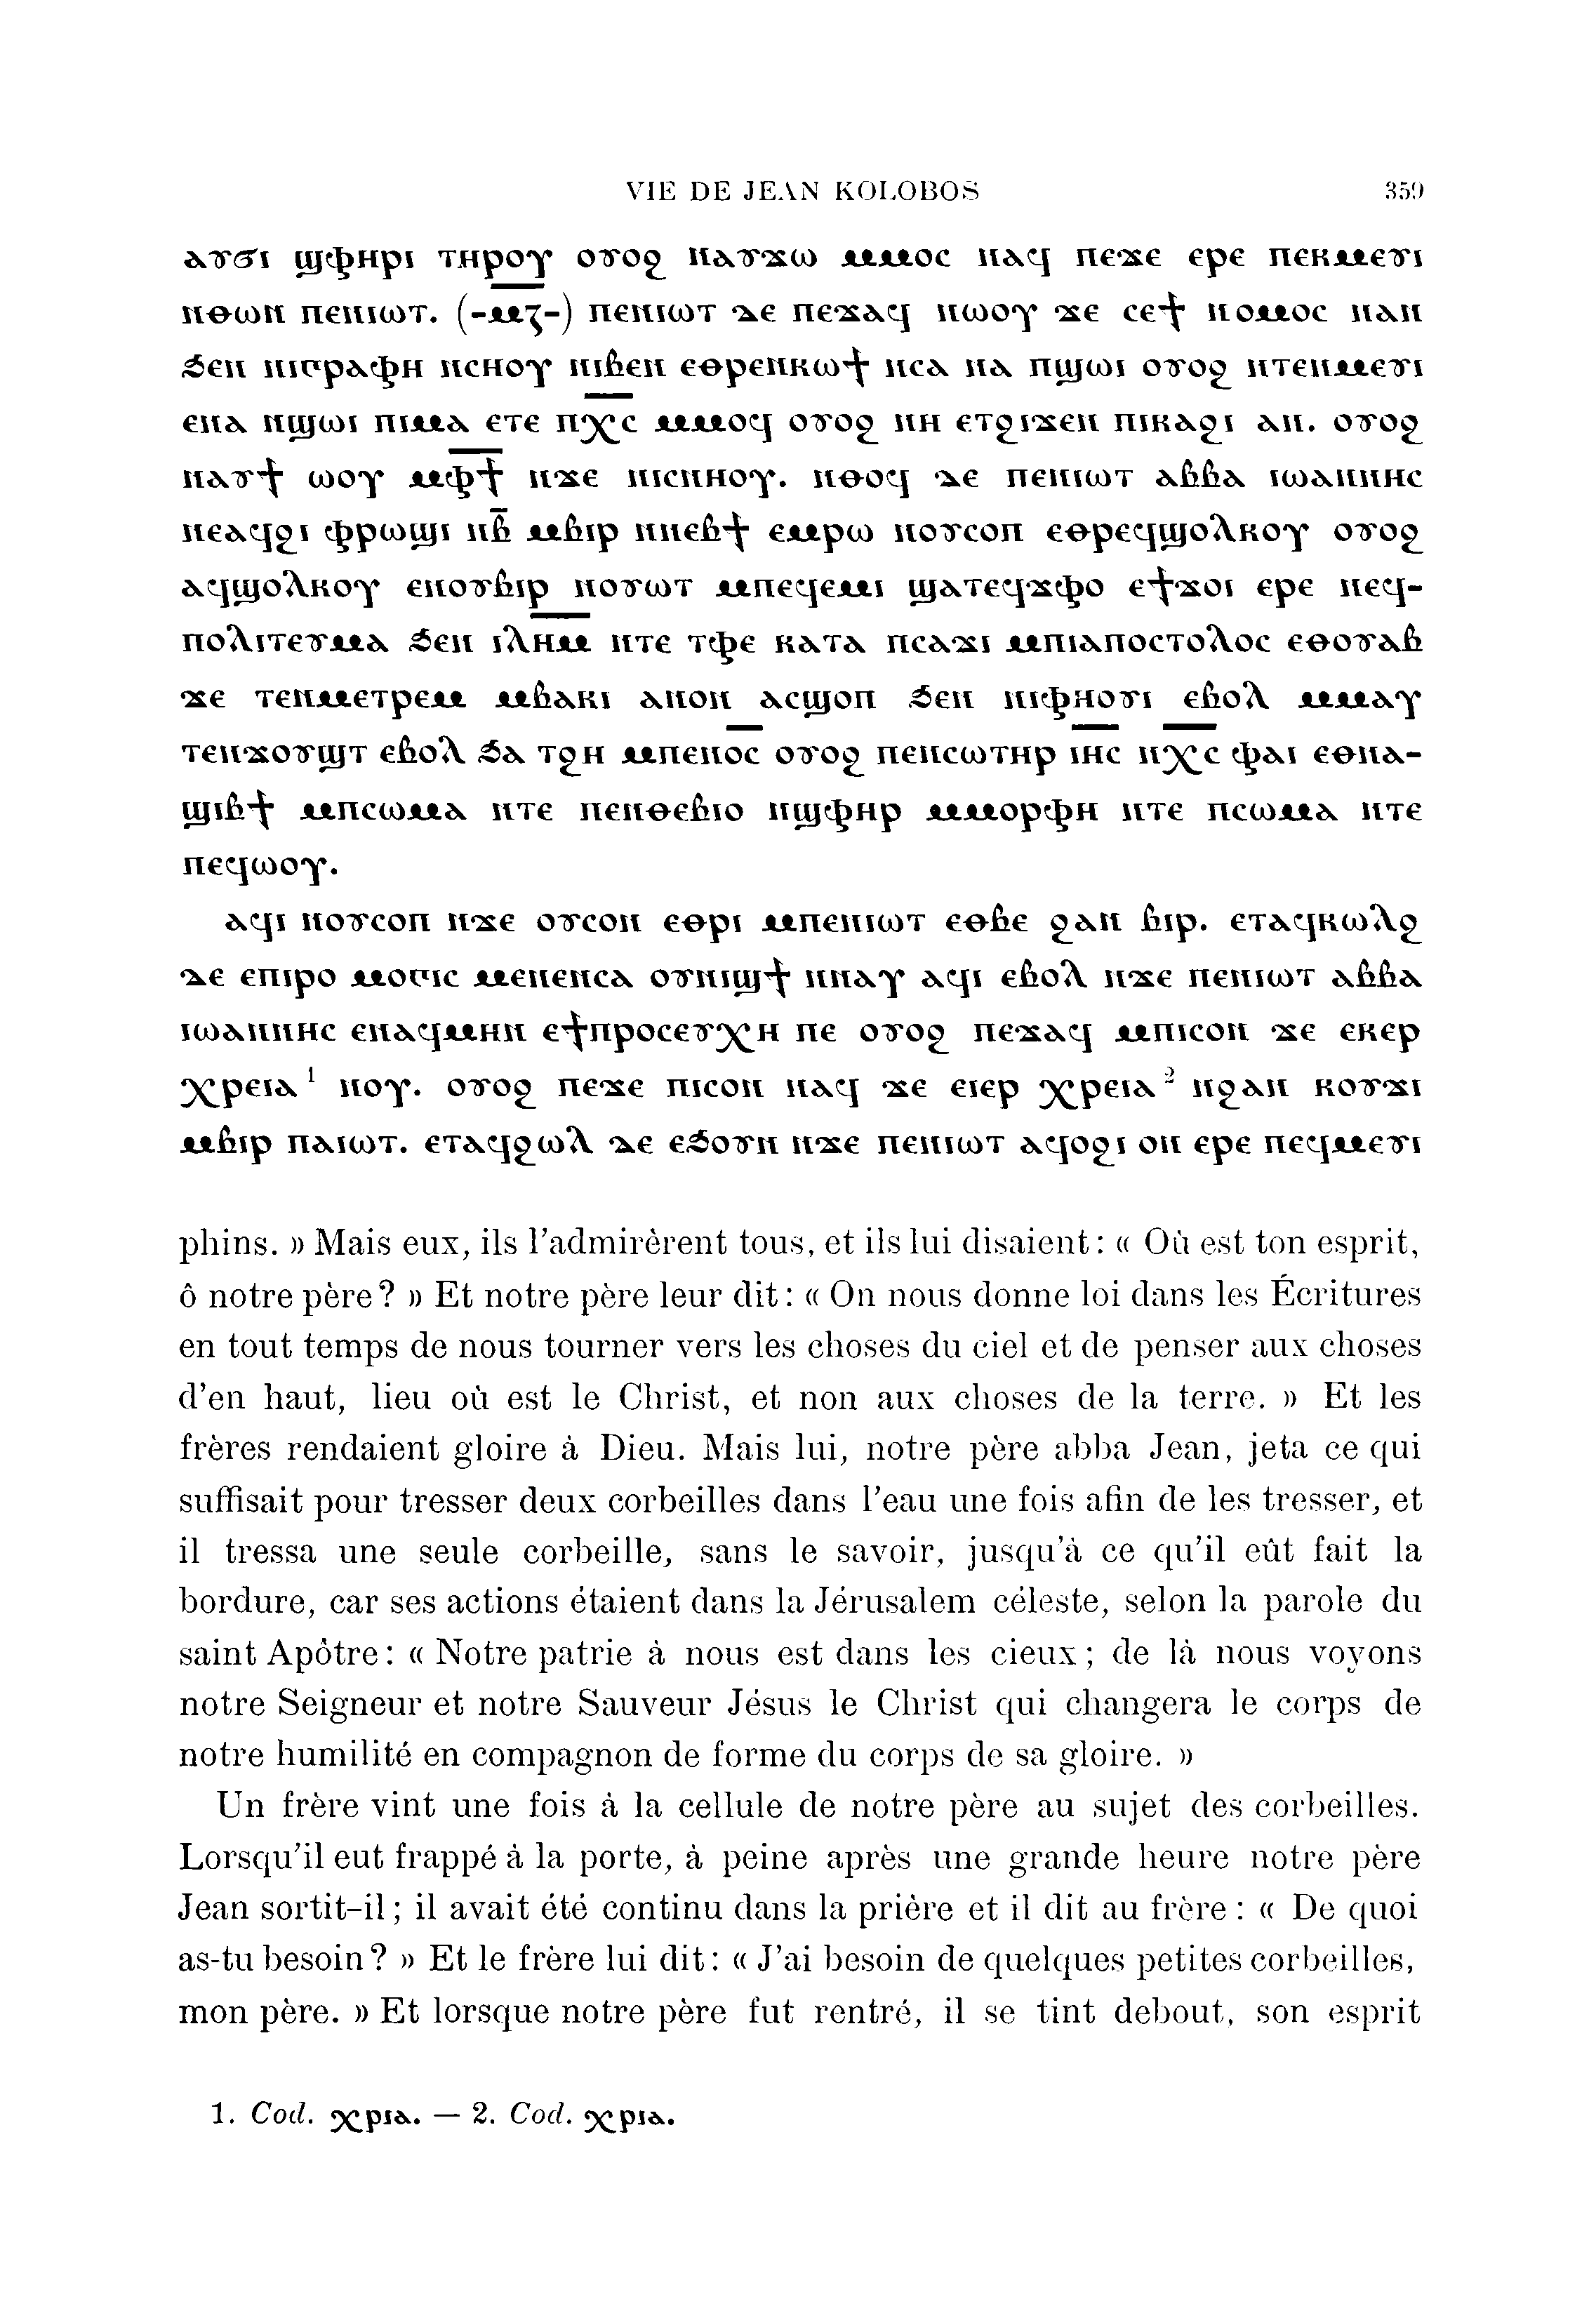 VIE DE JEAN KOLOBOS 359
ⲁⲩϭⲓ ϣⲫⲏⲣⲓ ⲧⲏⲣⲟⲩ ⲟⲩⲟϩ ⲛⲁⲩϫⲱ ⲙⲙⲟⲥ ⲛⲁϥ ⲡⲉϫⲉ ⲉⲣⲉ ⲡⲉⲕⲙⲉⲩⲓ
ⲛⲑⲱⲛ ⲡⲉⲛⲓⲱⲧ. (-ⲙ̅ⲍ̅-) ⲡⲉⲛⲓⲱⲧ ⲇⲉ ⲡⲉϫⲁϥ ⲛⲱⲟⲩ ϫⲉ ⲥⲉϯ ⲛⲟⲙⲟⲥ ⲛⲁⲛ
ϧⲉⲛ ⲛⲓⲅⲣⲁⲫⲏ ⲛⲥⲏⲟⲩ ⲛⲓⲃⲉⲛ ⲉⲑⲣⲉⲛⲕⲱϯ ⲛⲥⲁ ⲛⲁ ⲡϣⲱⲓ ⲟⲩⲟϩ ⲛⲧⲉⲛⲙⲉⲩⲓ
ⲉⲛⲁ ⲡϣⲱⲓ ⲡⲓⲙⲁ ⲉⲧⲉ ⲡⲭ̅ⲥ̅ ⲙⲙⲟϥ ⲟⲩⲟϩ ⲛⲏ ⲉⲧϩⲓϫⲉⲛ ⲡⲓⲕⲁϩⲓ ⲁⲛ. ⲟⲩⲟϩ
ⲛⲁⲩϯ ⲱⲟⲩ ⲙⲫ̅ϯ̅ ⲛϫⲉ ⲛⲓⲥⲛⲏⲟⲩ. ⲛⲑⲟϥ ⲇⲉ ⲡⲉⲛⲓⲱⲧ ⲁⲃⲃⲁ ⲓⲱⲁⲛⲛⲏⲥ
ⲛⲉⲁϥϩⲓ ⲫⲣⲱϣⲓ ⲛⲃ̅ ⲙⲃⲓⲣ ⲛⲛⲉⲃϯ ⲉⲙⲣⲱ ⲛⲟⲩⲥⲟⲡ ⲉⲑⲣⲉϥϣⲟⲗⲕⲟⲩ ⲟⲩⲟϩ
ⲁϥϣⲟⲗⲕⲟⲩ ⲉⲛⲟⲩⲃⲓⲣ ⲛⲟⲩⲱⲧ ⲙⲡⲉϥⲉⲙⲓ ϣⲁⲧⲉϥϫⲫⲟ ⲉϯϫⲟⲓ ⲉⲣⲉ ⲡⲉϥ-
ⲡⲟⲗⲓⲧⲉⲩⲙⲁ ϧⲉⲛ ⲓ̅ⲗ̅ⲏ̅ⲙ̅ ⲛⲧⲉ ⲧⲫⲉ ⲕⲁⲧⲁ ⲡⲥⲁϫⲓ ⲙⲡⲓⲁⲡⲟⲥⲧⲟⲗⲟⲥ ⲉⲑⲟⲩⲁⲃ
ϫⲉ ⲧⲉⲛⲙⲉⲧⲣⲉⲙ ⲙⲃⲁⲕⲓ ⲁⲛⲟⲛ ⲁⲥϣⲟⲡ ϧⲉⲛ ⲛⲓⲫⲏⲟⲩⲓ ⲉⲃⲟⲗ ⲙⲙⲁⲩ
ⲧⲉⲛϫⲟⲩϣⲧ ⲉⲃⲟⲗ ϧⲁ ⲧϩⲏ ⲙⲡⲉⲛⲟ̅ⲥ̅ ⲟⲩⲟϩ ⲡⲉⲛⲥⲱⲧⲏⲣ ⲓ̅ⲏ̅ⲥ̅ ⲡⲭ̅ⲥ̅ ⲫⲁⲓ ⲉⲑⲛⲁ-
ϣⲓⲃϯ ⲙⲡⲥⲱⲙⲁ ⲛⲧⲉ ⲡⲉⲛⲑⲉⲃⲓⲟ ⲛϣⲫⲏⲣ ⲙⲙⲟⲣⲫⲏ ⲛⲧⲉ ⲡⲥⲱⲙⲁ ⲛⲧⲉ
ⲡⲉϥⲱⲟⲩ.
ⲁϥⲓ ⲛⲟⲩⲥⲟⲡ ⲛϫⲉ ⲟⲩⲥⲟⲛ ⲉⲑⲣⲓ ⲙⲡⲉⲛⲓⲱⲧ ⲉⲑⲃⲉ ϩⲁⲛ ⲃⲓⲣ. ⲉⲧⲁϥⲕⲱⲗϩ
ⲇⲉ ⲉⲡⲓⲣⲟ ⲙⲟⲅⲓⲥ ⲙⲉⲛⲉⲛⲥⲁ ⲟⲩⲛⲓϣϯ ⲛⲛⲁⲩ ⲁϥⲓ ⲉⲃⲟⲗ ⲛϫⲉ ⲡⲉⲛⲓⲱⲧ ⲁⲃⲃⲁ
ⲓⲱⲁⲛⲛⲏⲥ ⲉⲛⲁϥⲙⲏⲛ ⲉϯⲡⲣⲟⲥⲉⲩⲭⲏ ⲡⲉ ⲟⲩⲟϩ ⲡⲉϫⲁϥ ⲙⲡⲓⲥⲟⲛ ϫⲉ ⲉⲕⲉⲣ
ⲭⲣⲉⲓⲁ¹ ⲛⲟⲩ. ⲟⲩⲟϩ ⲡⲉϫⲉ ⲡⲓⲥⲟⲛ ⲛⲁϥ ϫⲉ ⲉⲓⲉⲣ ⲭⲣⲉⲓⲁ² ⲛϩⲁⲛ ⲕⲟⲩϫⲓ
ⲙⲃⲓⲣ ⲡⲁⲓⲱⲧ. ⲉⲧⲁϥϩⲱⲗ ⲇⲉ ⲉϧⲟⲩⲛ ⲛϫⲉ ⲡⲉⲛⲓⲱⲧ ⲁϥⲟϩⲓ ⲟⲛ ⲉⲣⲉ ⲡⲉϥⲙⲉⲩⲓ
phins. » Mais eux, ils l'admirèrent tous, et ils lui disaient : « Où est ton esprit,
ô notre père? » Et notre père leur dit : « On nous donne loi dans les Écritures
en tout temps de nous tourner vers les choses du ciel et de penser aux choses
d'en haut, lieu où est le Christ, et non aux choses de la terre. » Et les
frères rendaient gloire à Dieu. Mais lui, notre père abba Jean, jeta ce qui
suffisait pour tresser deux corbeilles dans l'eau une fois afin de les tresser, et
il tressa une seule corbeille, sans le savoir, jusqu'à ce qu'il eût fait la
bordure, car ses actions étaient dans la Jérusalem céleste, selon la parole du
saint Apôtre : « Notre patrie à nous est dans les cieux ; de là nous voyons
notre Seigneur et notre Sauveur Jésus le Christ qui changera le corps de
notre humilité en compagnon de forme du corps de sa gloire. »
Un frère vint une fois à la cellule de notre père au sujet des corbeilles.
Lorsqu'il eut frappé à la porte, à peine après une grande heure notre père
Jean sortit-il ; il avait été continu dans la prière et il dit au frère : « De quoi
as-tu besoin? » Et le frère lui dit : « J'ai besoin de quelques petites corbeilles,
mon père. » Et lorsque notre père fut rentré, il se tint debout, son esprit
1. Cod. ⲭⲣⲓⲁ. — 2. Cod. ⲭⲣⲓⲁ.